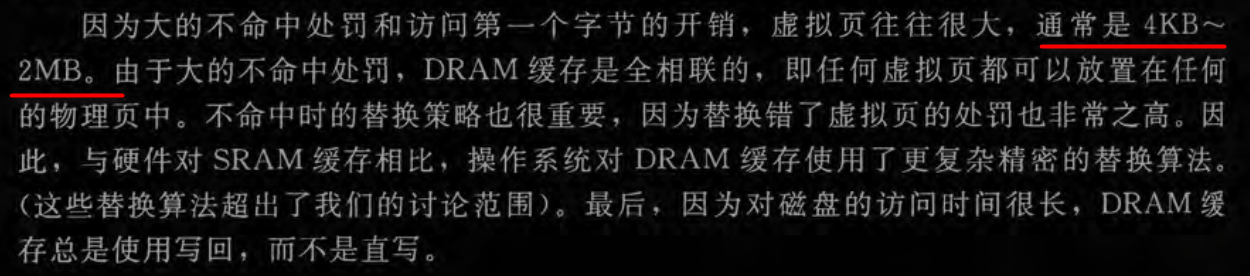 因为大的不命中处罚和访问第一个字节的开销，虚拟页往往很大，通常是 4KB～
2MB。由于大的不命中处罚，DRAM 缓存是全相联的，即任何虚拟页都可以放置在任何
的物理页中。不命中时的替换策略也很重要，因为替换错了虚拟页的处罚也非常之高。因
此，与硬件对 SRAM 缓存相比，操作系统对 DRAM 缓存使用了更复杂精密的替换算法。
（这些替换算法超出了我们的讨论范围）。最后，因为对磁盘的访问时间很长，DRAM 缓
存总是使用写回，而不是直写。